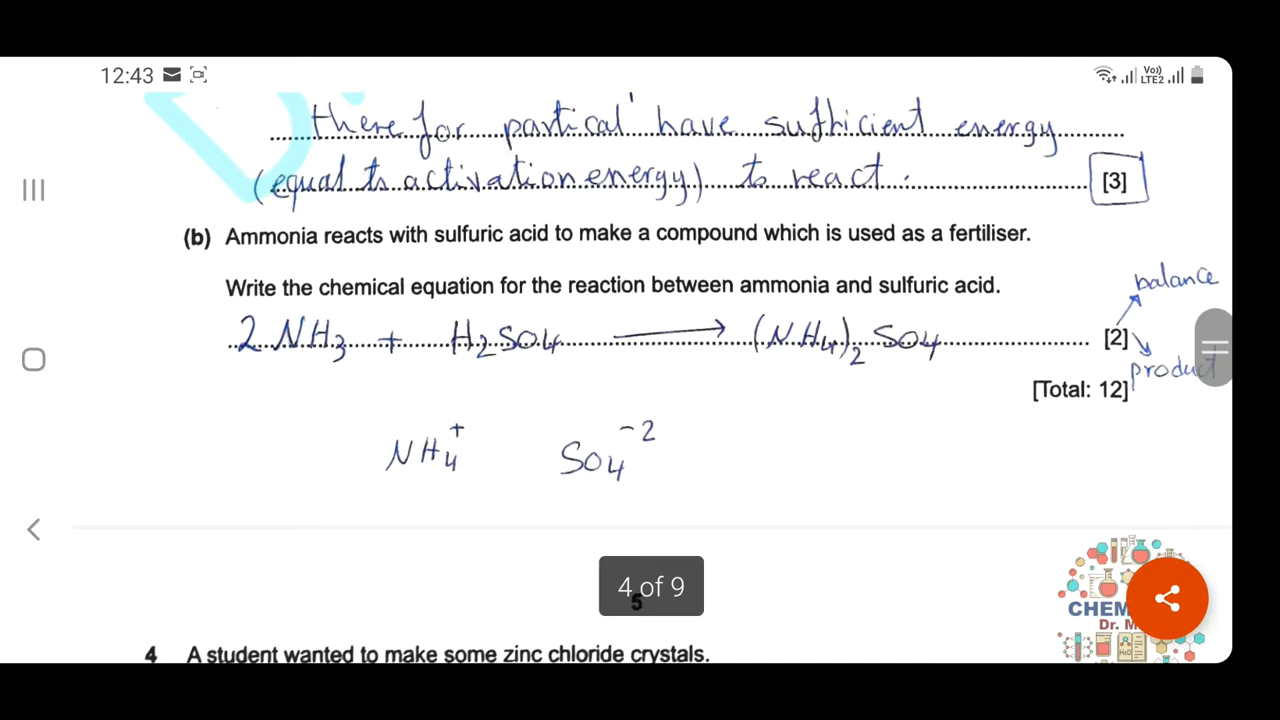 12:43
Vo)
LTE2
there for partical have sufficient energy
(equal to activation energy) to react.
[3]
(b) Ammonia reacts with sulfuric acid to make a compound which is used as a fertiliser.
Write the chemical equation for the reaction between ammonia and sulfuric acid.
balance
2 NH3 + H2SO4 → (NH4)2 SO4
[2]
product
[Total: 12]
NH4+ SO4-2
4 of 9
5
CHEM
Dr. M
4 A student wanted to make some zinc chloride crystals.